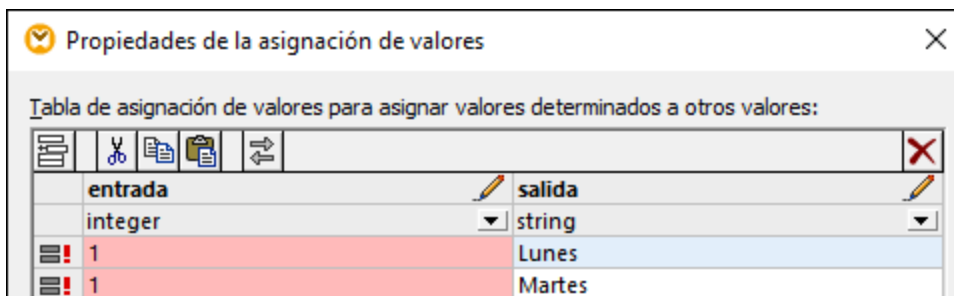 Propiedades de la asignación de valores
Tabla de asignación de valores para asignar valores determinados a otros valores:
entrada salida
integer string
1 Lunes
1 Martes